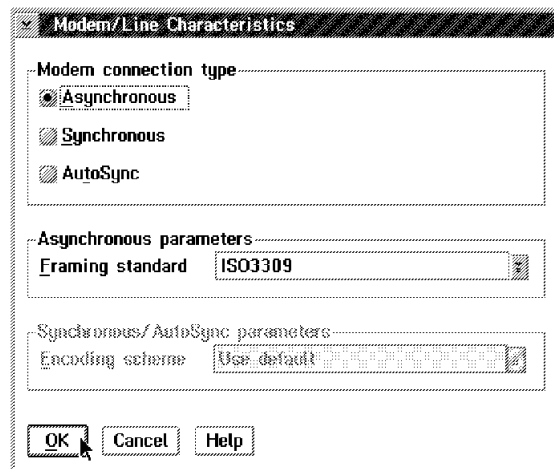 Modem/Line Characteristics
Modem connection type
Asynchronous
Synchronous
AutoSync
Asynchronous parameters
Framing standard ISO3309
Synchronous/AutoSync parameters
Encoding scheme Use default
OK Cancel Help